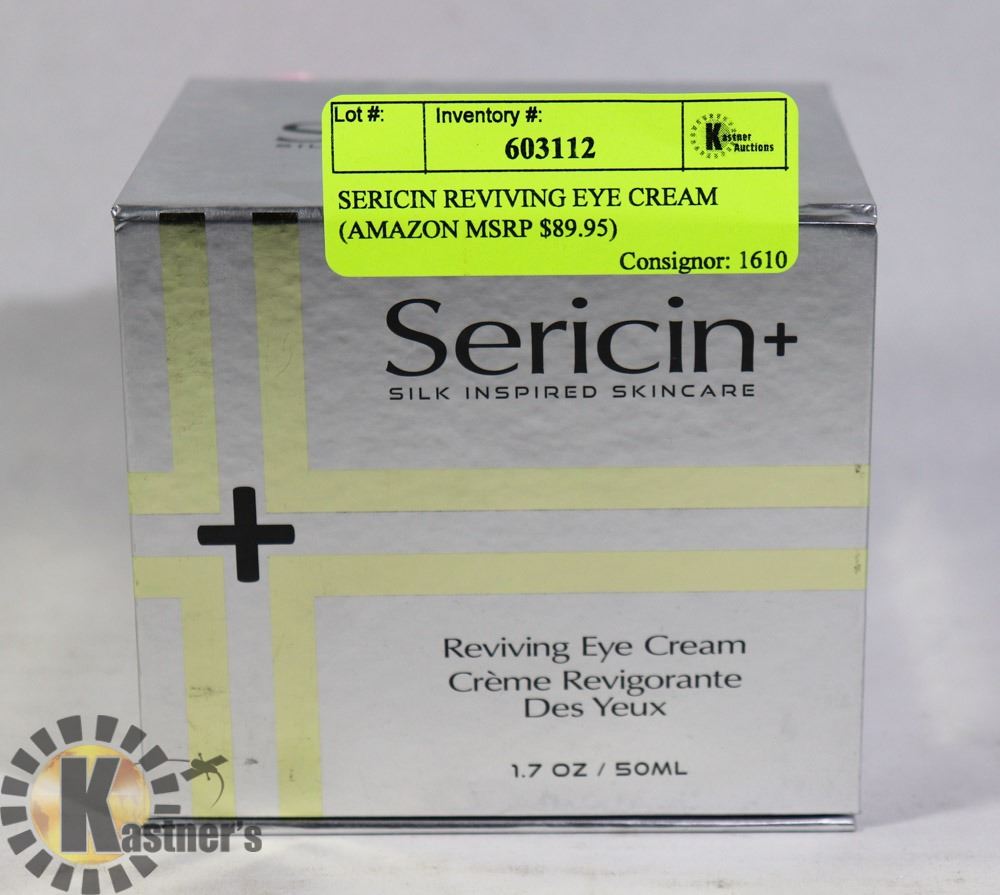 Lot #:
Inventory #:
603112
Kastner
Auctions
SERICIN REVIVING EYE CREAM
(AMAZON MSRP $89.95)
Consignor: 1610
Sericin+
SILK INSPIRED SKINCARE
Reviving Eye Cream
Crème Revigorante
Des Yeux
1.7 OZ / 50ML
Kastner's